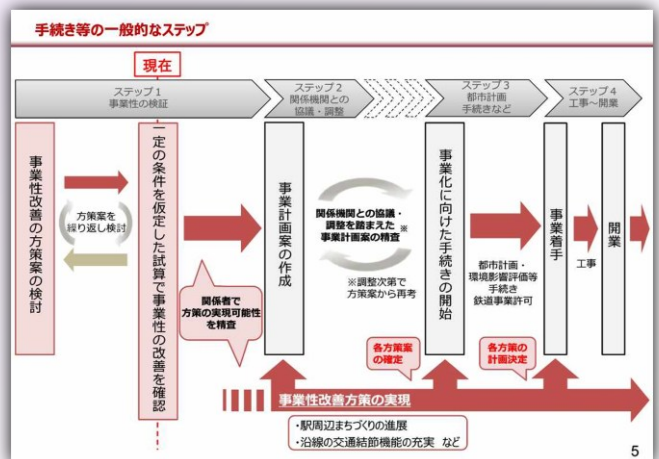 手続き等の一般的なステップ
現在
ステップ1
事業性の検証
ステップ2
関係機関との
協議・調整
ステップ3
都市計画
手続きなど
ステップ4
工事～開業
事業性改善の方策案の検討
方策案を
繰り返し検討
一定の条件を仮定した試算で事業性の改善を確認
関係者で
方策の実現可能性
を精査
事業計画案の作成
関係機関との協議・
調整を踏まえた
事業計画案の精査
※
※調整次第で
方策案から再考
事業化に向けた手続きの開始
都市計画・
環境影響評価等
手続き
鉄道事業許可
事業着手
工事
開業
各方策案
の確定
各方策の
計画決定
事業性改善方策の実現
・駅周辺まちづくりの進展
・沿線の交通結節機能の充実 など
5